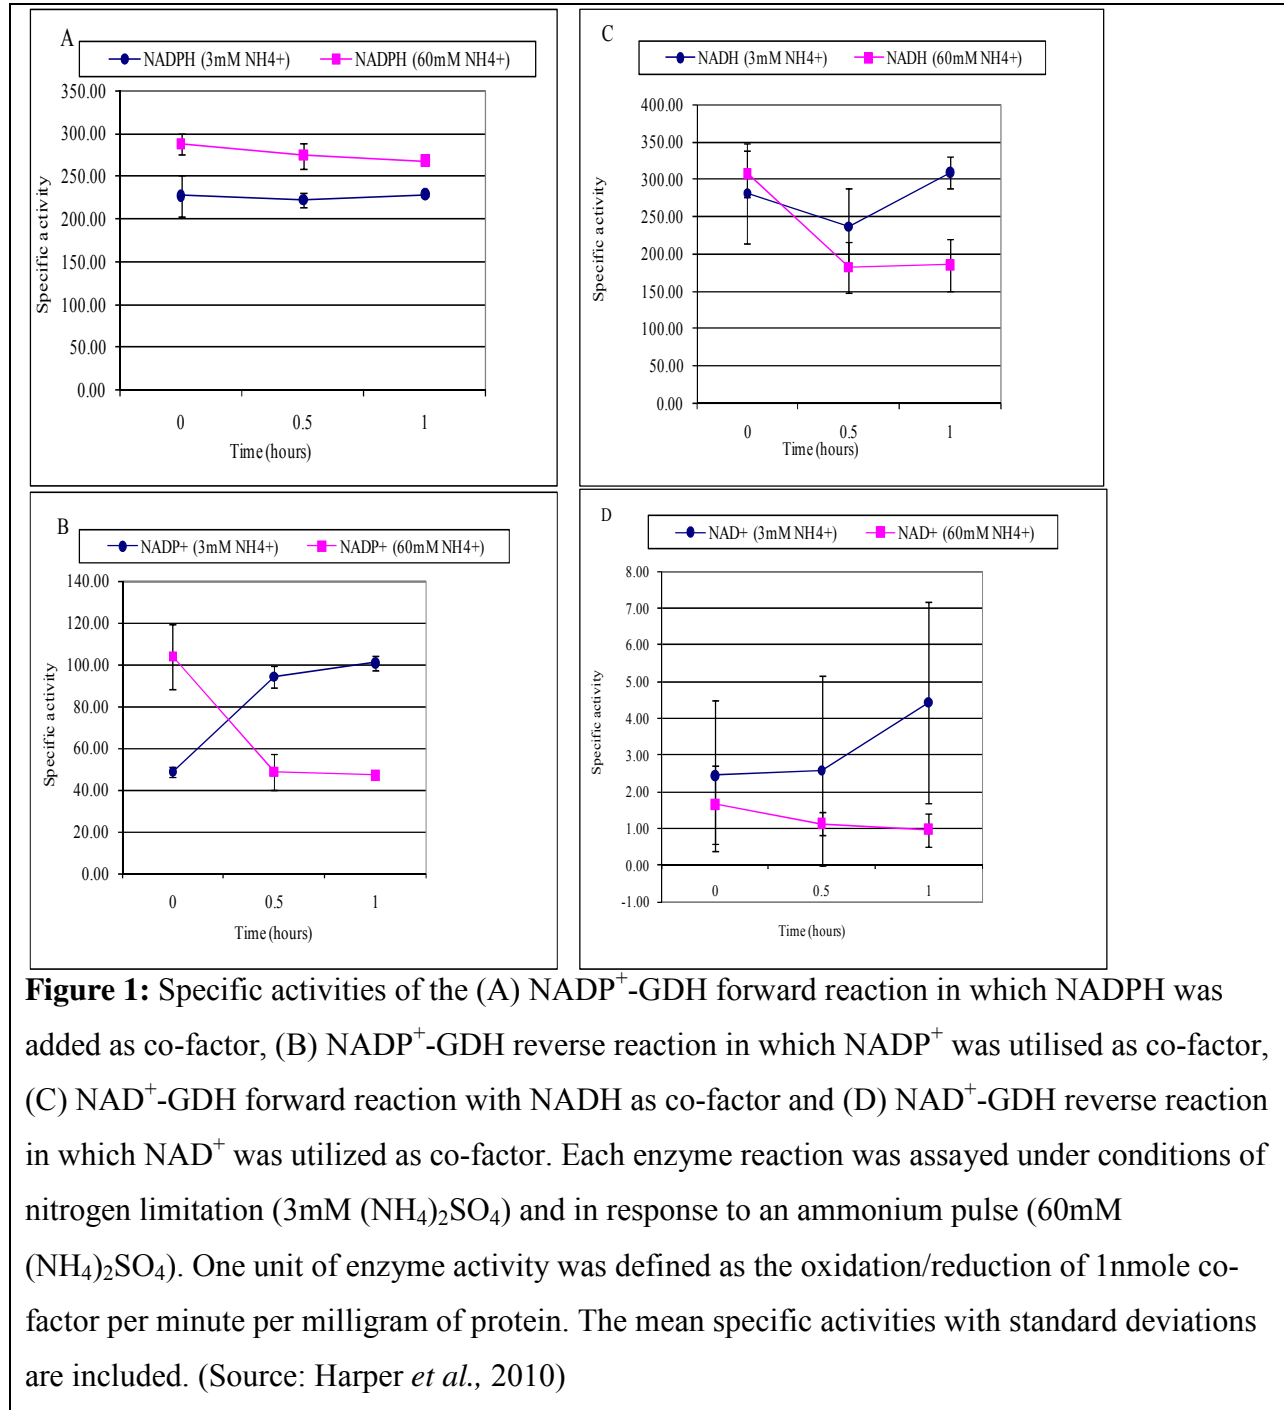 A
NADPH (3mM NH4+) NADPH (60mM NH4+)
350.00
300.00
250.00
200.00
150.00
100.00
50.00
0.00
Specific activity
0 0.5 1
Time (hours)
C
NADH (3mM NH4+) NADH (60mM NH4+)
400.00
350.00
300.00
250.00
200.00
150.00
100.00
50.00
0.00
Specific activity
0 0.5 1
Time (hours)
B
NADP+ (3mM NH4+) NADP+ (60mM NH4+)
140.00
120.00
100.00
80.00
60.00
40.00
20.00
0.00
Specific activity
0 0.5 1
Time (hours)
D
NAD+ (3mM NH4+) NAD+ (60mM NH4+)
8.00
7.00
6.00
5.00
4.00
3.00
2.00
1.00
0.00
-1.00
Specific activity
0 0.5 1
Time (hours)
Figure 1: Specific activities of the (A) NADP⁺-GDH forward reaction in which NADPH was
added as co-factor, (B) NADP⁺-GDH reverse reaction in which NADP⁺ was utilised as co-factor,
(C) NAD⁺-GDH forward reaction with NADH as co-factor and (D) NAD⁺-GDH reverse reaction
in which NAD⁺ was utilized as co-factor. Each enzyme reaction was assayed under conditions of
nitrogen limitation (3mM (NH₄)₂SO₄) and in response to an ammonium pulse (60mM
(NH₄)₂SO₄). One unit of enzyme activity was defined as the oxidation/reduction of 1nmole co-
factor per minute per milligram of protein. The mean specific activities with standard deviations
are included. (Source: Harper et al., 2010)